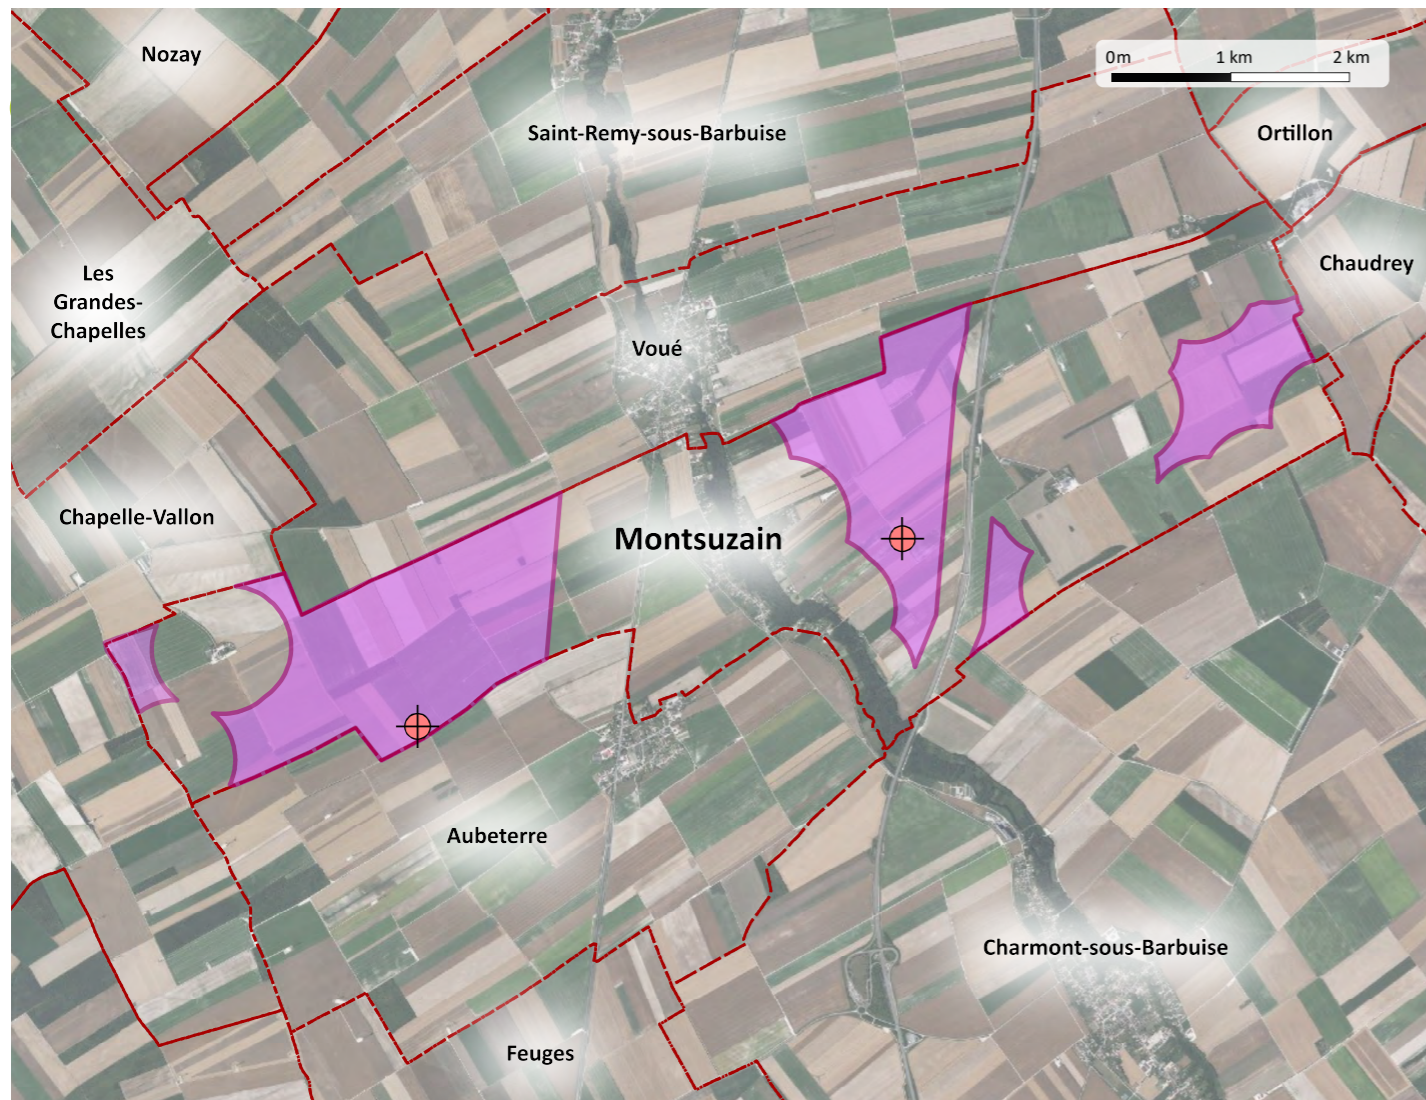 Nozay
0m 1 km 2 km
Saint-Remy-sous-Barbuise
Ortillon
Les
Grandes-
Chapelles
Chaudrey
Voué
Chapelle-Vallon
Montsuzain
Aubeterre
Charmont-sous-Barbuise
Feuges